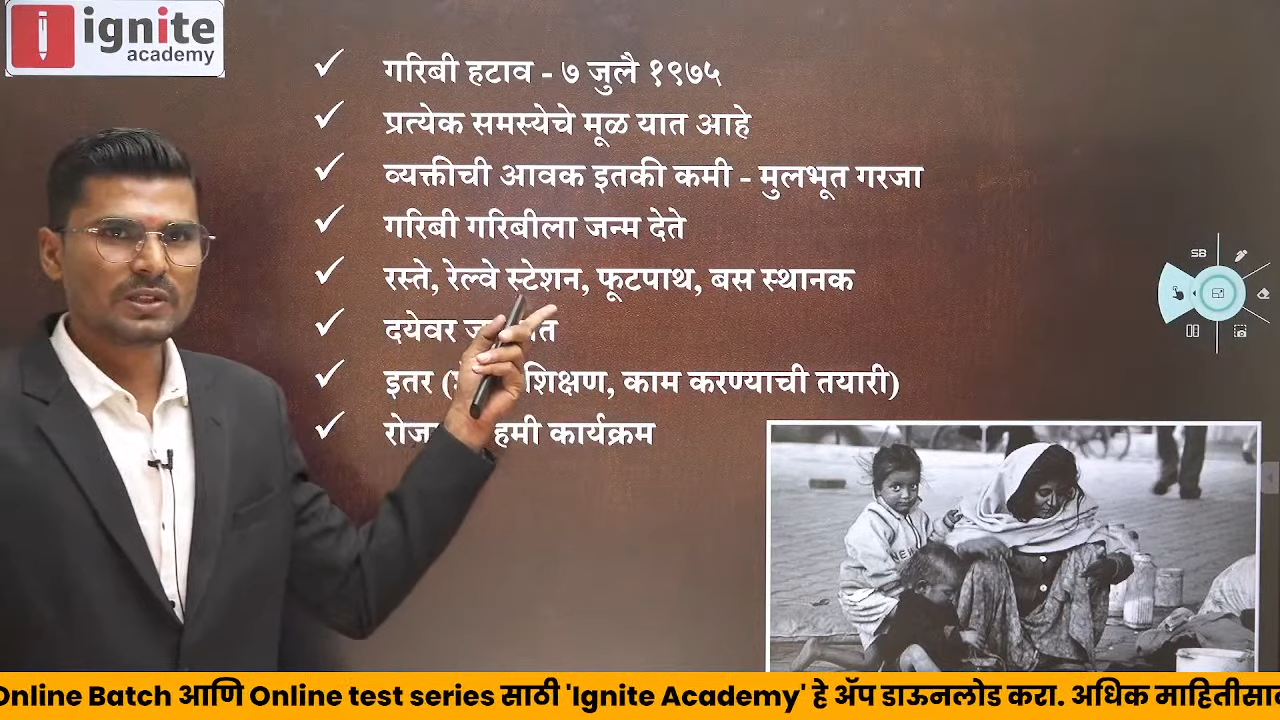 ignite
academy
गरिबी हटाव - ७ जुलै १९७५
प्रत्येक समस्येचे मूळ यात आहे
व्यक्तीची आवक इतकी कमी - मुलभूत गरजा
गरिबी गरिबीला जन्म देते
रस्ते, रेल्वे स्टेशन, फूटपाथ, बस स्थानक
दयेवर
इतर ( शिक्षण, काम करण्याची तयारी)
हमी कार्यक्रम
SB
Online Batch आणि Online test series साठी 'Ignite Academy' हे ॲप डाऊनलोड करा. अधिक